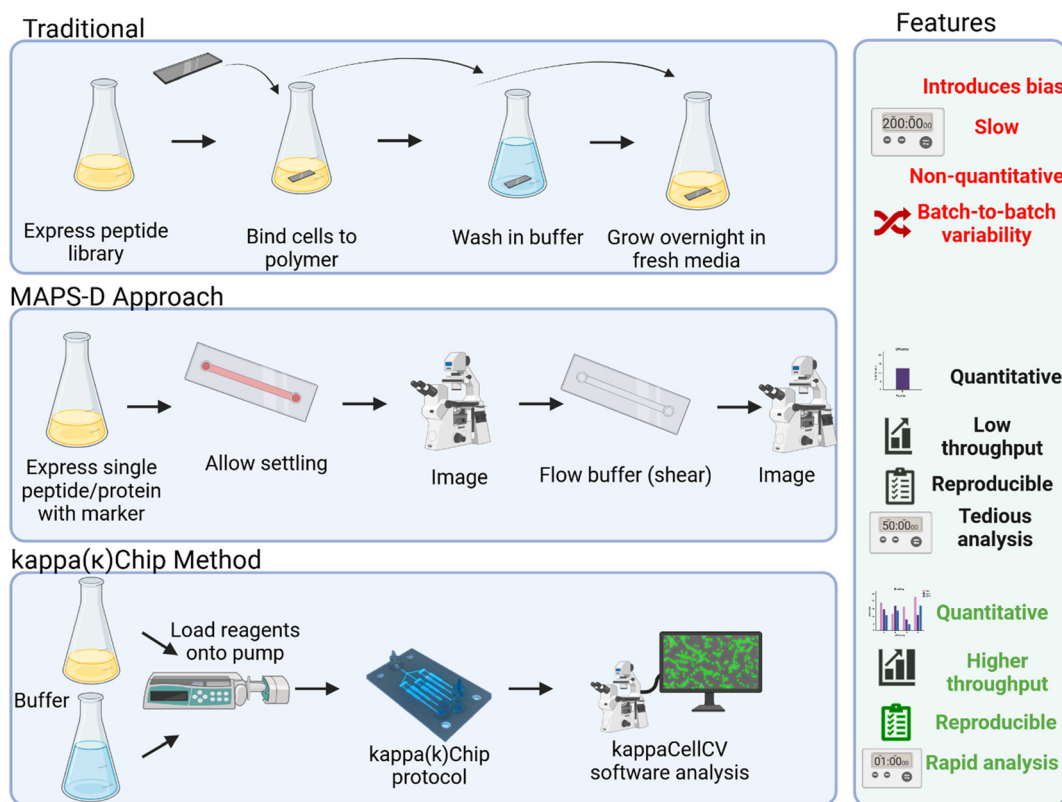 Traditional
Features
Express peptide
library
Bind cells to
polymer
Wash in buffer
Grow overnight in
fresh media
Introduces bias
200:0000
Slow
Non-quantitative
Batch-to-batch
variability
MAPS-D Approach
Express single
peptide/protein
with marker
Allow settling
Image
Flow buffer (shear)
Image
Quantitative
Low
throughput
Reproducible
50:0000
Tedious
analysis
kappa(κ)Chip Method
Buffer
Load reagents
onto pump
kappa(k)Chip
protocol
kappaCellCV
software analysis
Quantitative
Higher
throughput
Reproducible
01:0000
Rapid analysis